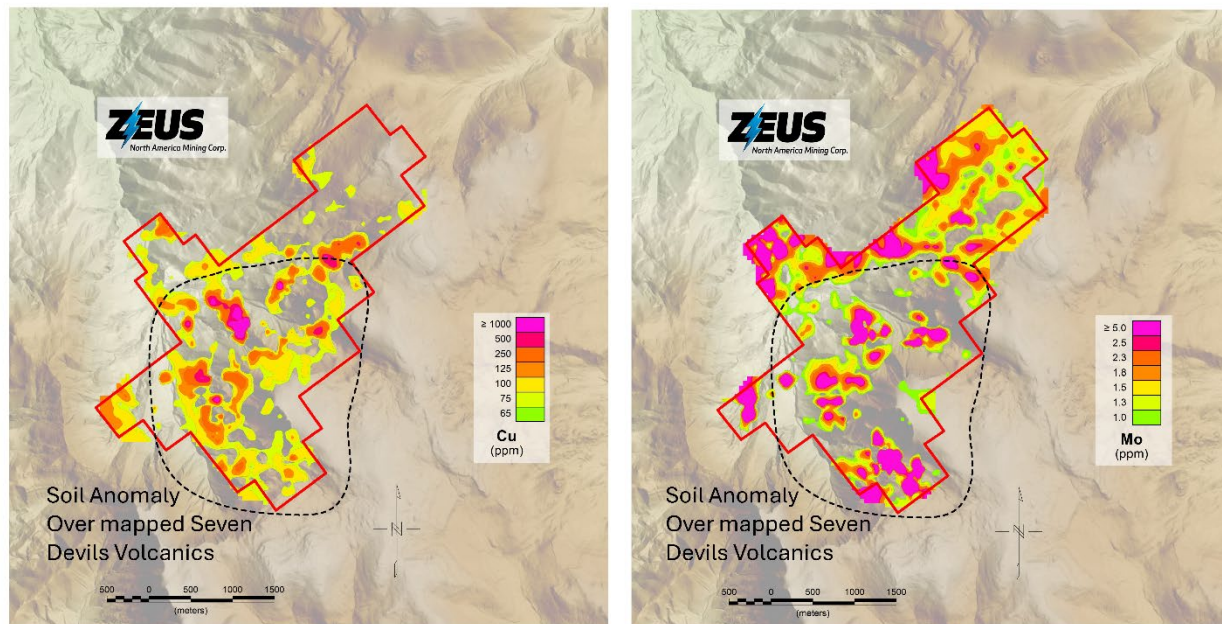 ZEUS
North America Mining Corp.
≥ 1000
500
250
125
100
75
65
Cu
(ppm)
Soil Anomaly
Over mapped Seven
Devils Volcanics
N
500 0 500 1000 1500
(meters)
ZEUS
North America Mining Corp.
≥ 5.0
2.5
2.3
1.8
1.5
1.3
1.0
Mo
(ppm)
Soil Anomaly
Over mapped Seven
Devils Volcanics
N
500 0 500 1000 1500
(meters)